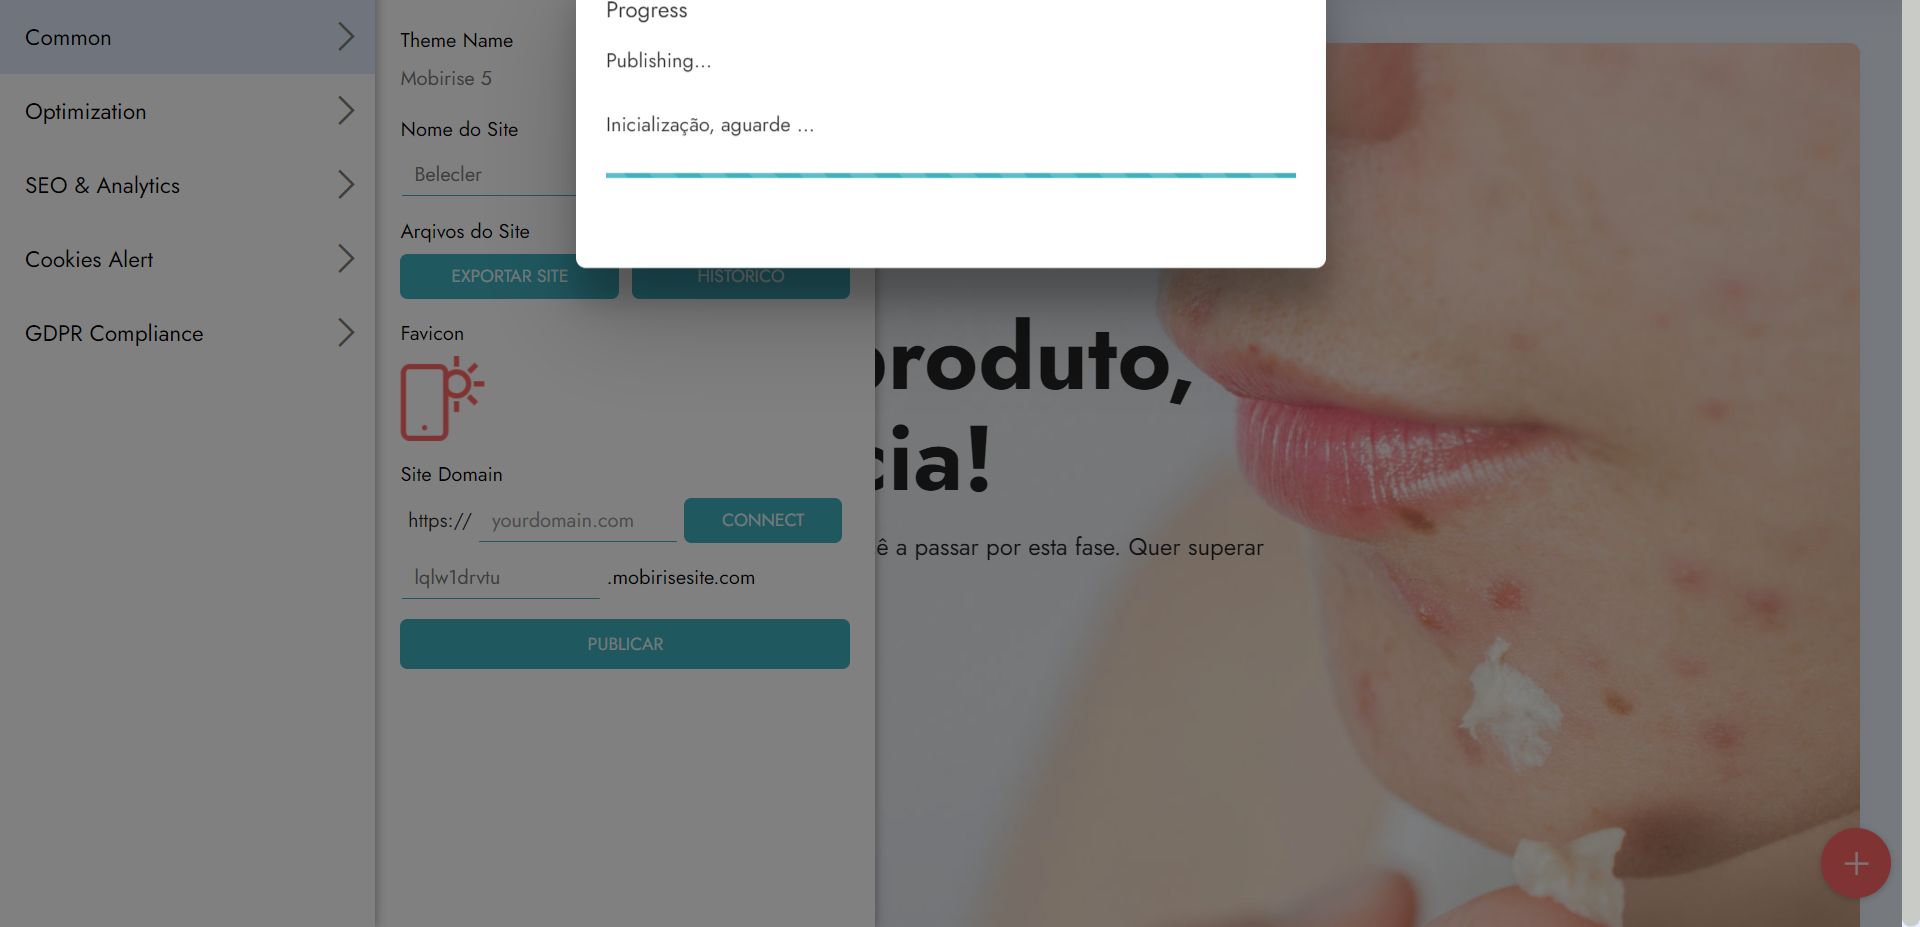 Common
Optimization
SEO & Analytics
Cookies Alert
GDPR Compliance
Theme Name
Mobirise 5
Nome do Site
Belecler
Arqivos do Site
EXPORTAR SITE
HISTÓRICO
Favicon
Site Domain
https://
yourdomain.com
CONNECT
lqlw1drvtu
.mobirisesite.com
PUBLICAR
Progress
Publishing...
Inicialização, aguarde ...
produto,
cia!
ê a passar por esta fase. Quer superar